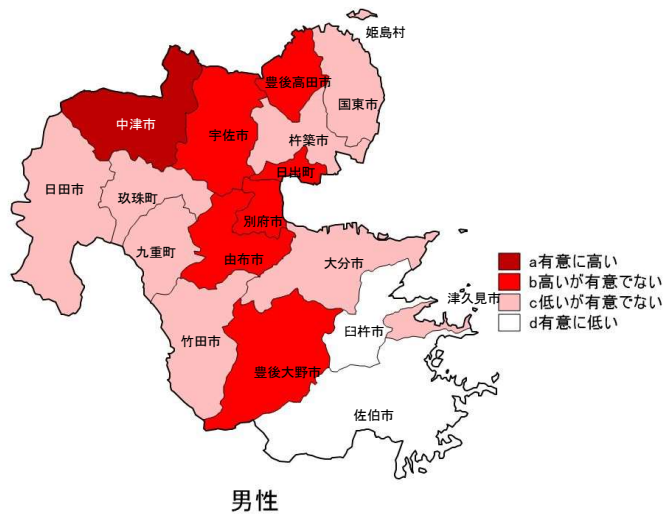 姫島村
豊後高田市
国東市
中津市
宇佐市
杵築市
日出町
日田市
玖珠町
別府市
九重町
由布市
大分市
a有意に高い
b高いが有意でない
c低いが有意でない
d有意に低い
津久見市
臼杵市
竹田市
豊後大野市
佐伯市
男性